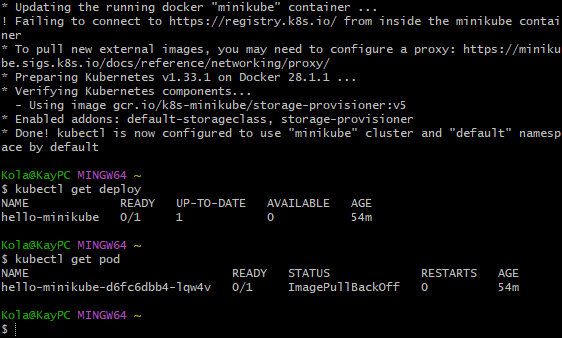 * Updating the running docker "minikube" container ...
! Failing to connect to https://registry.k8s.io/ from inside the minikube contai
ner
* To pull new external images, you may need to configure a proxy: https://miniku
be.sigs.k8s.io/docs/reference/networking/proxy/
* Preparing Kubernetes v1.33.1 on Docker 28.1.1 ...
* Verifying Kubernetes components...
  - Using image gcr.io/k8s-minikube/storage-provisioner:v5
* Enabled addons: default-storageclass, storage-provisioner
* Done! kubectl is now configured to use "minikube" cluster and "default" namesp
ace by default
Kola@KayPC MINGW64 ~
$ kubectl get deploy
NAME             READY   UP-TO-DATE   AVAILABLE   AGE
hello-minikube   0/1     1            0           54m
Kola@KayPC MINGW64 ~
$ kubectl get pod
NAME                             READY   STATUS             RESTARTS   AGE
hello-minikube-d6fc6dbb4-lqw4v   0/1     ImagePullBackOff   0          54m
Kola@KayPC MINGW64 ~
$